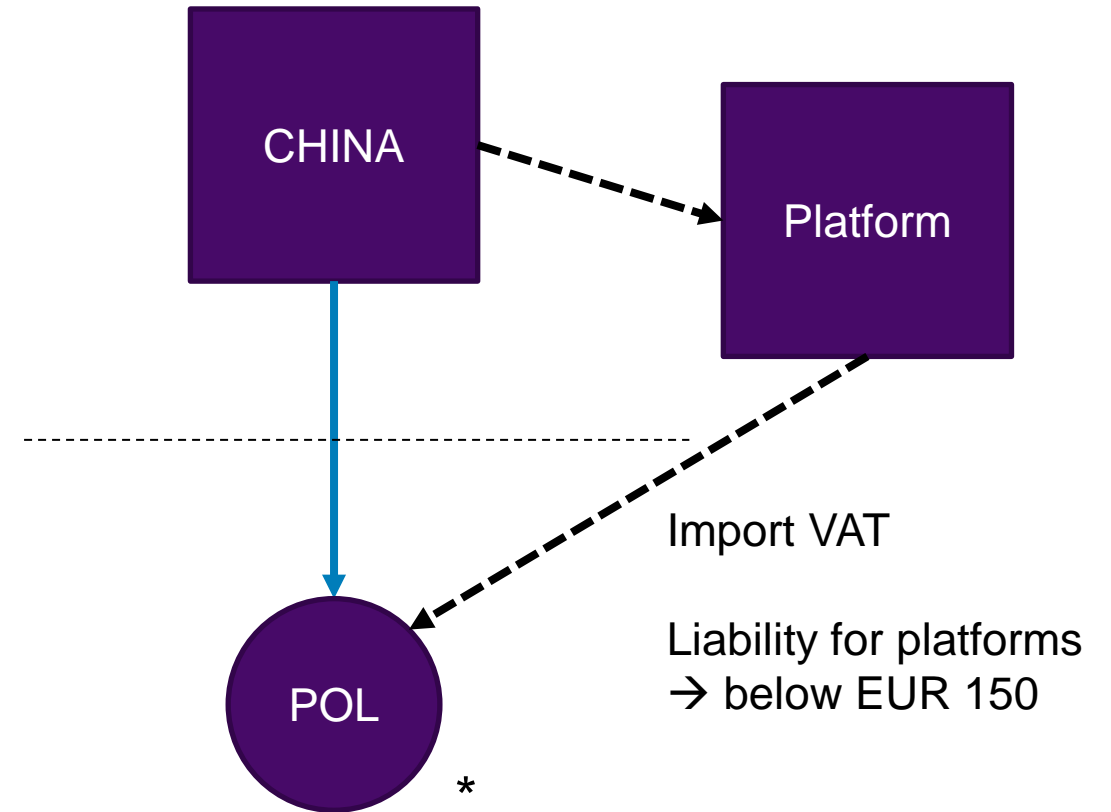 CHINA
Platform
Import VAT
Liability for platforms
→ below EUR 150
POL
*